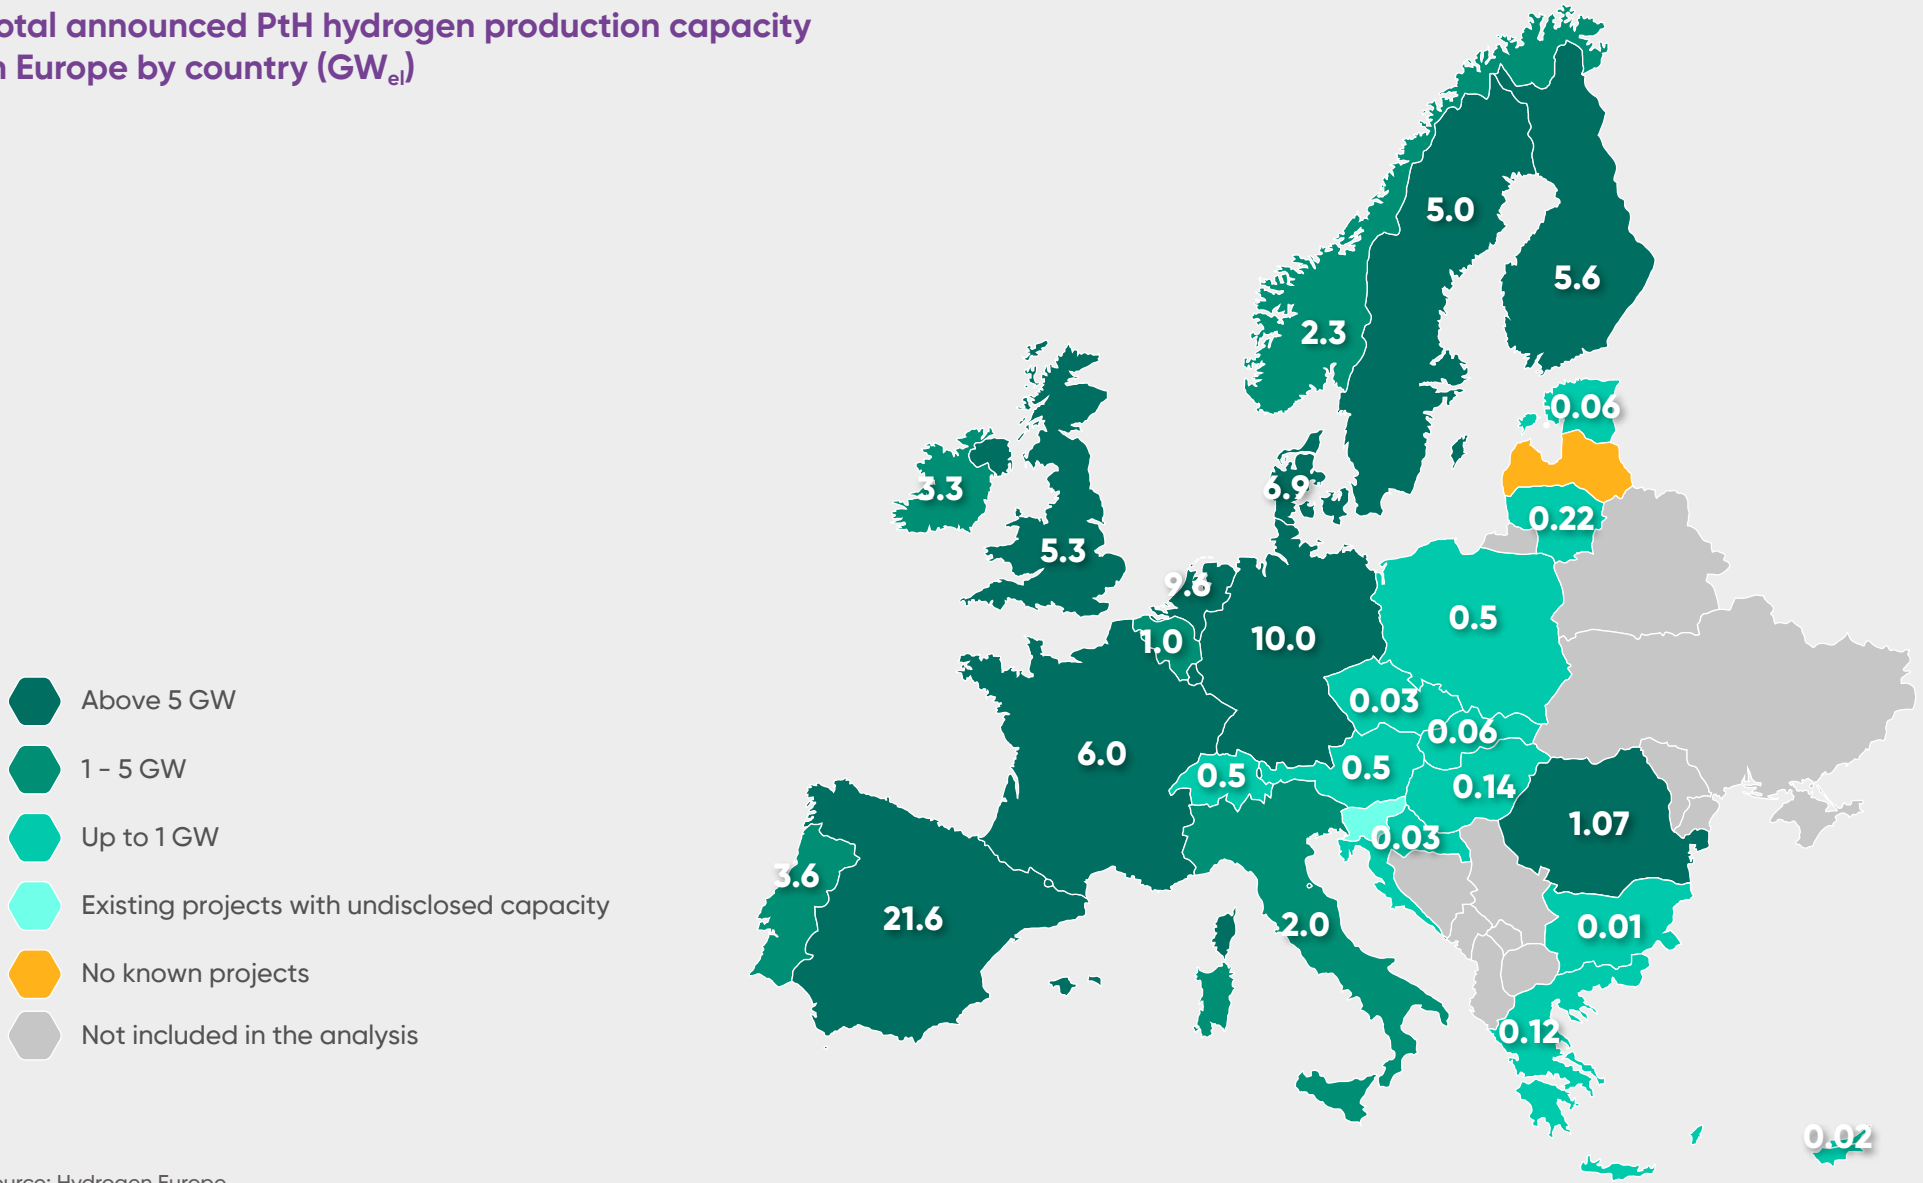 otal announced PtH hydrogen production capacity
n Europe by country (GWel)
5.0
5.6
2.3
0.06
3.3
6.9
0.22
5.3
9.6
0.5
1.0
10.0
Above 5 GW
0.03
0.06
6.0
0.5
0.5
1 - 5 GW
0.14
1.07
Up to 1 GW
0.03
3.6
Existing projects with undisclosed capacity
21.6
2.0
0.01
No known projects
Not included in the analysis
0.12
0.02
ource: Hydrogen Europe